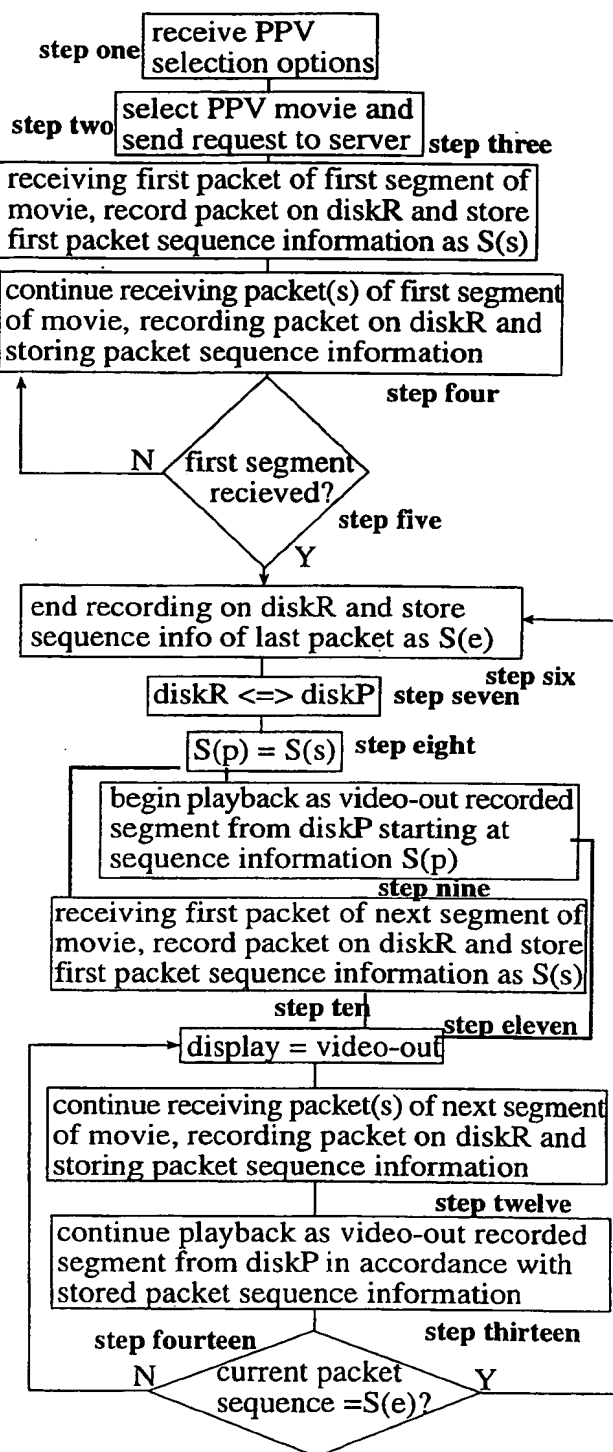 receive PPV
step one
selection options
select PPV movie and
step two
send request to server
step three
receiving first packet of first segment of
movie, record packet on diskR and store
first packet sequence information as S(s)
continue receiving packet(s) of first segment
of movie, recording packet on diskR and
storing packet sequence information
step four
N
first segment
recieved?
step five
Y
end recording on diskR and store
sequence info of last packet as S(e)
step six
diskR <=> diskP
step seven
S(p) = S(s)
step eight
begin playback as video-out recorded
segment from diskP starting at
sequence information S(p)
step nine
receiving first packet of next segment of
movie, record packet on diskR and store
first packet sequence information as S(s)
step ten
step eleven
display = video-out
continue receiving packet(s) of next segment
of movie, recording packet on diskR and
storing packet sequence information
step twelve
continue playback as video-out recorded
segment from diskP in accordance with
stored packet sequence information
step thirteen
step fourteen
N
current packet
sequence =S(e)?
Y